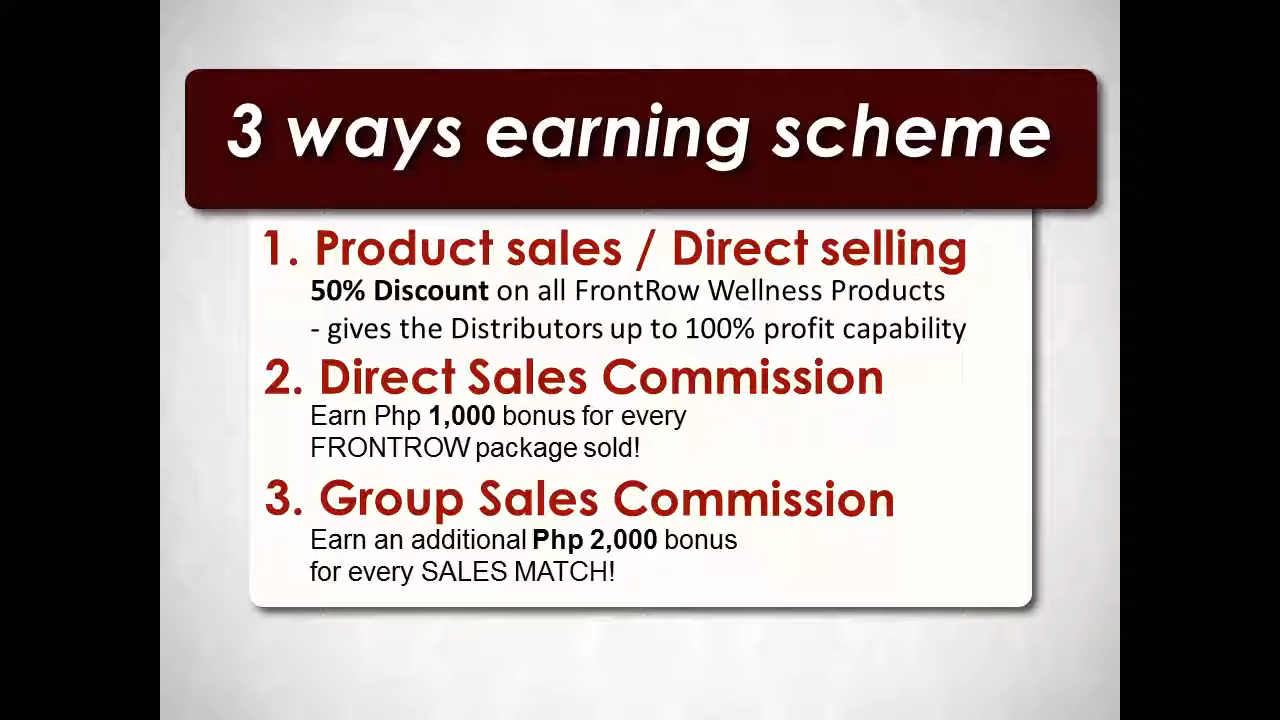 3 ways earning scheme
1. Product sales / Direct selling
50% Discount on all FrontRow Wellness Products
- gives the Distributors up to 100% profit capability
2. Direct Sales Commission
Earn Php 1,000 bonus for every
FRONTROW package sold!
3. Group Sales Commission
Earn an additional Php 2,000 bonus
for every SALES MATCH!